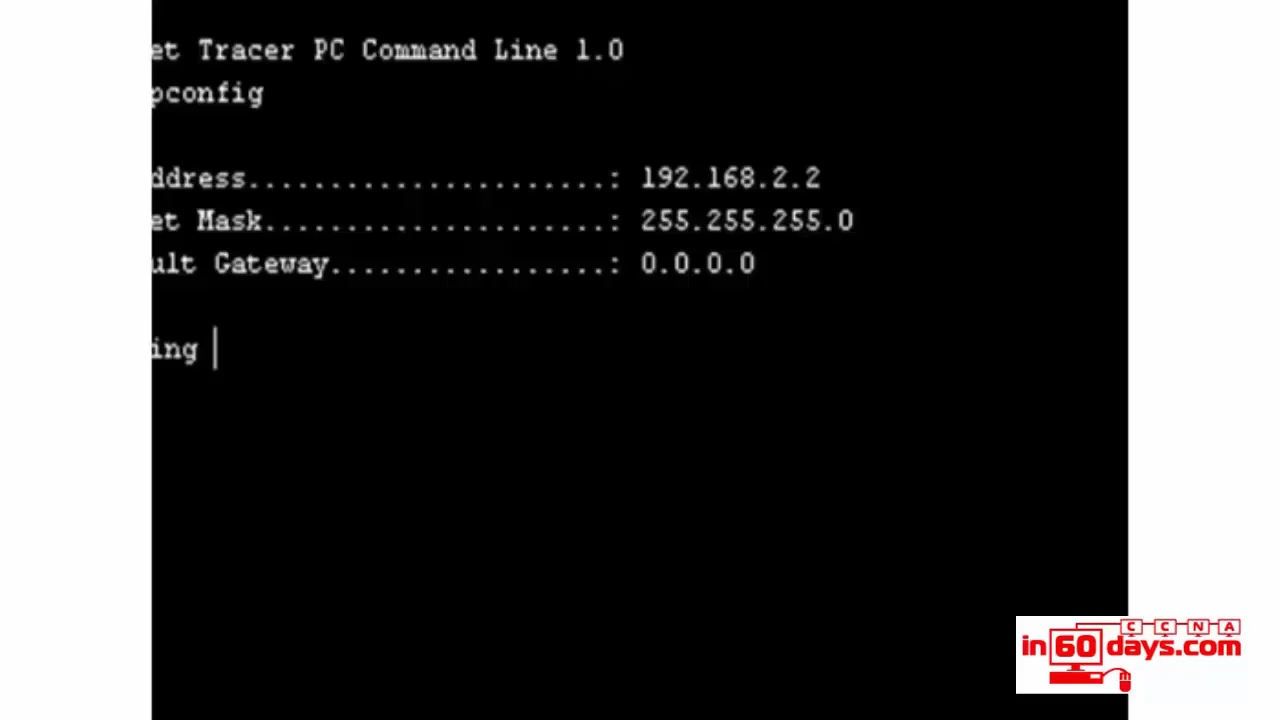 et Tracer PC Command Line 1.0
pconfig
ddress......................: 192.168.2.2
et Mask.....................: 255.255.255.0
ult Gateway.................: 0.0.0.0
ing
CCNA
in60days.com